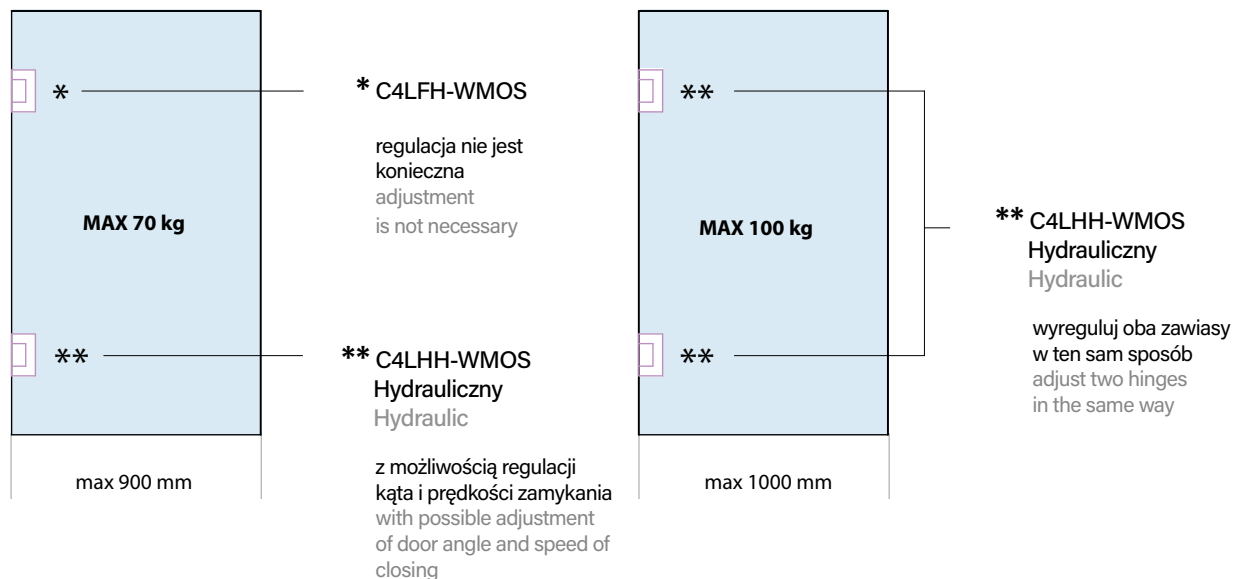 *
* C4LFH-WMOS
regulacja nie jest
konieczna
adjustment
is not necessary
MAX 70 kg
**
** C4LHH-WMOS
Hydrauliczny
Hydraulic
z możliwością regulacji
kąta i prędkości zamykania
with possible adjustment
of door angle and speed of
closing
max 900 mm
**
MAX 100 kg
**
max 1000 mm
** C4LHH-WMOS
Hydrauliczny
Hydraulic
wyreguluj oba zawiasy
w ten sam sposób
adjust two hinges
in the same way